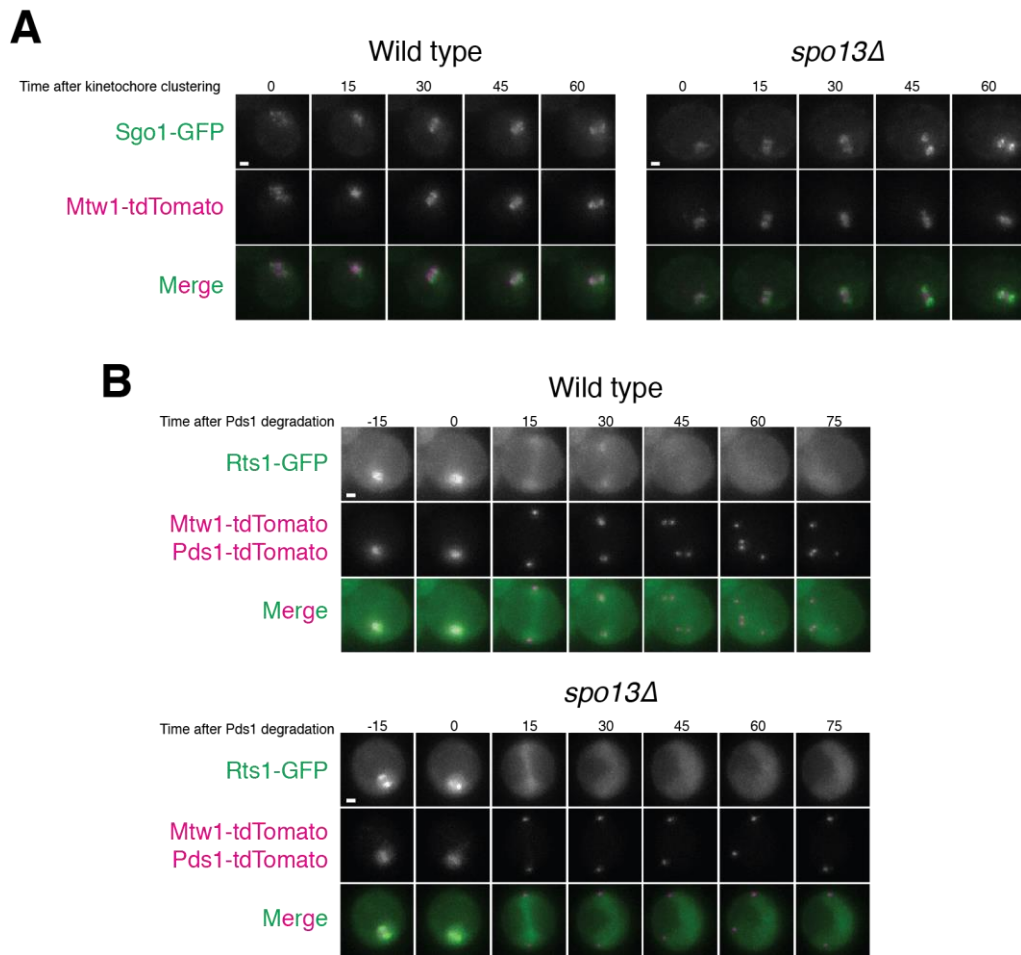 A
Wild type
spo13Δ
Time after kinetochore clustering
0 15 30 45 60
0 15 30 45 60
Sgo1-GFP
Mtw1-tdTomato
Merge
B
Wild type
Time after Pds1 degradation
-15 0 15 30 45 60 75
Rts1-GFP
Mtw1-tdTomato
Pds1-tdTomato
Merge
spo13Δ
Time after Pds1 degradation
-15 0 15 30 45 60 75
Rts1-GFP
Mtw1-tdTomato
Pds1-tdTomato
Merge